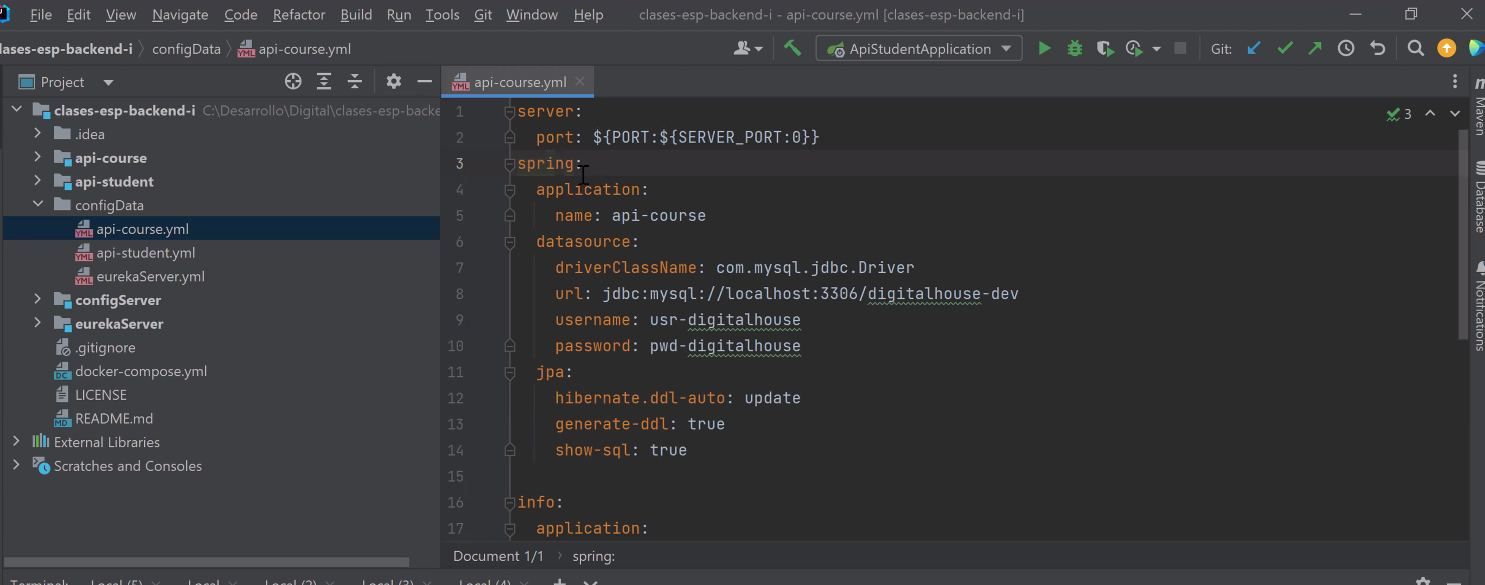 File Edit View Navigate Code Refactor Build Run Tools Git Window Help clases-esp-backend-i - api-course.yml [clases-esp-backend-i]
lases-esp-backend-i configData api-course.yml ApiStudentApplication Git:
Project api-course.yml
clases-esp-backend-i C:\Desarrollo\Digital\clases-esp-backe
.idea
api-course
api-student
configData
api-course.yml
api-student.yml
eurekaServer.yml
configServer
eurekaServer
.gitignore
docker-compose.yml
LICENSE
README.md
External Libraries
Scratches and Consoles
1 server:
2 port: ${PORT:${SERVER_PORT:0}}
3 spring:
4 application:
5 name: api-course
6 datasource:
7 driverClassName: com.mysql.jdbc.Driver
8 url: jdbc:mysql://localhost:3306/digitalhouse-dev
9 username: usr-digitalhouse
10 password: pwd-digitalhouse
11 jpa:
12 hibernate.ddl-auto: update
13 generate-ddl: true
14 show-sql: true
15
16 info:
17 application:
3
Document 1/1 spring:
Maven
Database
Notifications
Terminal: Local (5) Local Local (2) Local (3) Local (4)